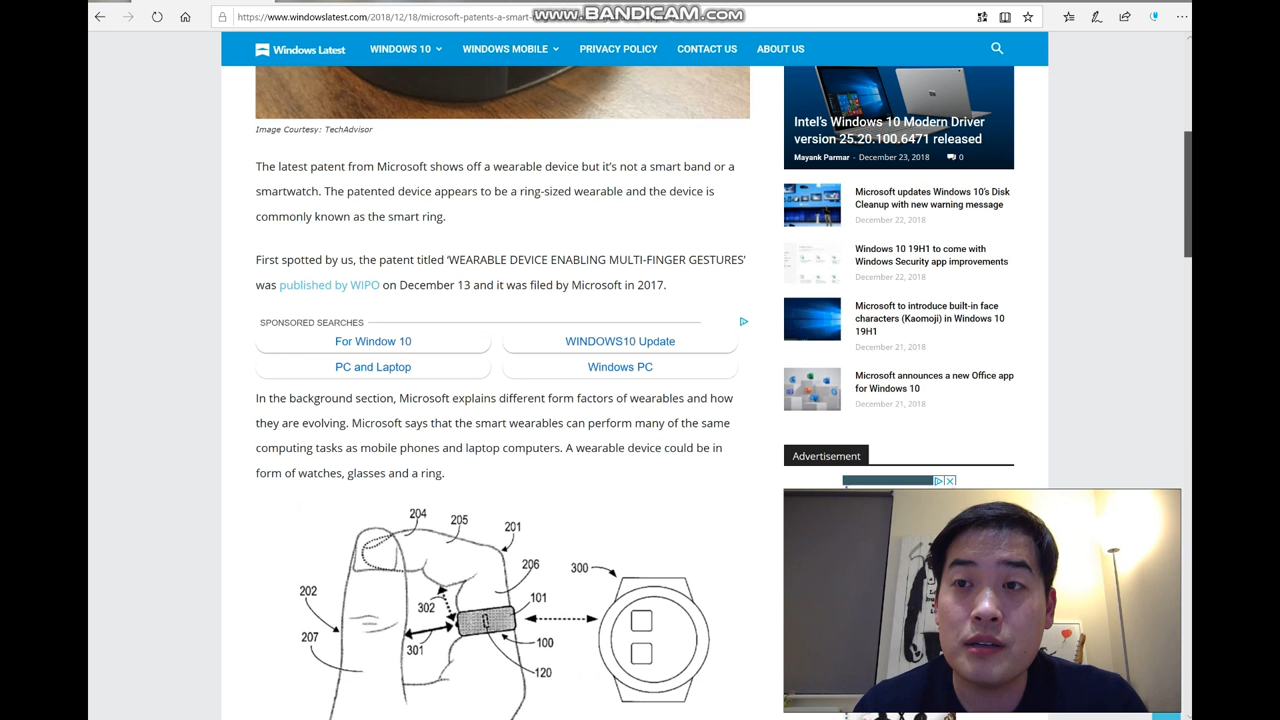 https://www.windowslatest.com/2018/12/18/microsoft-patents-a-smart-
www.BANDICAM.com
Windows Latest
WINDOWS 10
WINDOWS MOBILE
PRIVACY POLICY
CONTACT US
ABOUT US
Image Courtesy: TechAdvisor
The latest patent from Microsoft shows off a wearable device but it's not a smart band or a
smartwatch. The patented device appears to be a ring-sized wearable and the device is
commonly known as the smart ring.
First spotted by us, the patent titled 'WEARABLE DEVICE ENABLING MULTI-FINGER GESTURES'
was published by WIPO on December 13 and it was filed by Microsoft in 2017.
SPONSORED SEARCHES
For Window 10
WINDOWS10 Update
PC and Laptop
Windows PC
In the background section, Microsoft explains different form factors of wearables and how
they are evolving. Microsoft says that the smart wearables can perform many of the same
computing tasks as mobile phones and laptop computers. A wearable device could be in
form of watches, glasses and a ring.
204
205
201
206
300
202
101
302
207
301
100
120
Intel's Windows 10 Modern Driver
version 25.20.100.6471 released
Mayank Parmar - December 23, 2018 0
Microsoft updates Windows 10's Disk
Cleanup with new warning message
December 22, 2018
Windows 10 19H1 to come with
Windows Security app improvements
December 22, 2018
Microsoft to introduce built-in face
characters (Kaomoji) in Windows 10
19H1
December 21, 2018
Microsoft announces a new Office app
for Windows 10
December 21, 2018
Advertisement